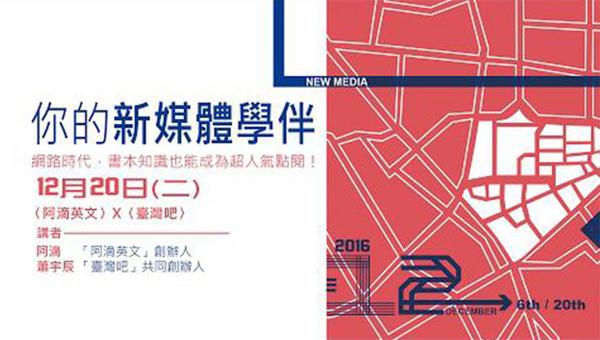 NEW MEDIA
你的新媒體學伴
網路時代，書本知識也能成為超人氣點閱！
12月20日(二)
〈阿滴英文〉X〈臺灣吧〉
講者
阿滴 「阿滴英文」創辦人
蕭宇辰「臺灣吧」共同創辦人
2016
2
DECEMBER
6th / 20th